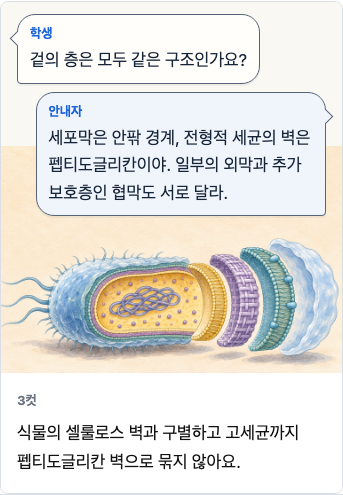 학생
겉의 층은 모두 같은 구조인가요?
안내자
세포막은 안팎 경계, 전형적 세균의 벽은
펩티도글리칸이야. 일부의 외막과 추가
보호층인 협막도 서로 달라.
3컷
식물의 셀룰로스 벽과 구별하고 고세균까지
펩티도글리칸 벽으로 묶지 않아요.